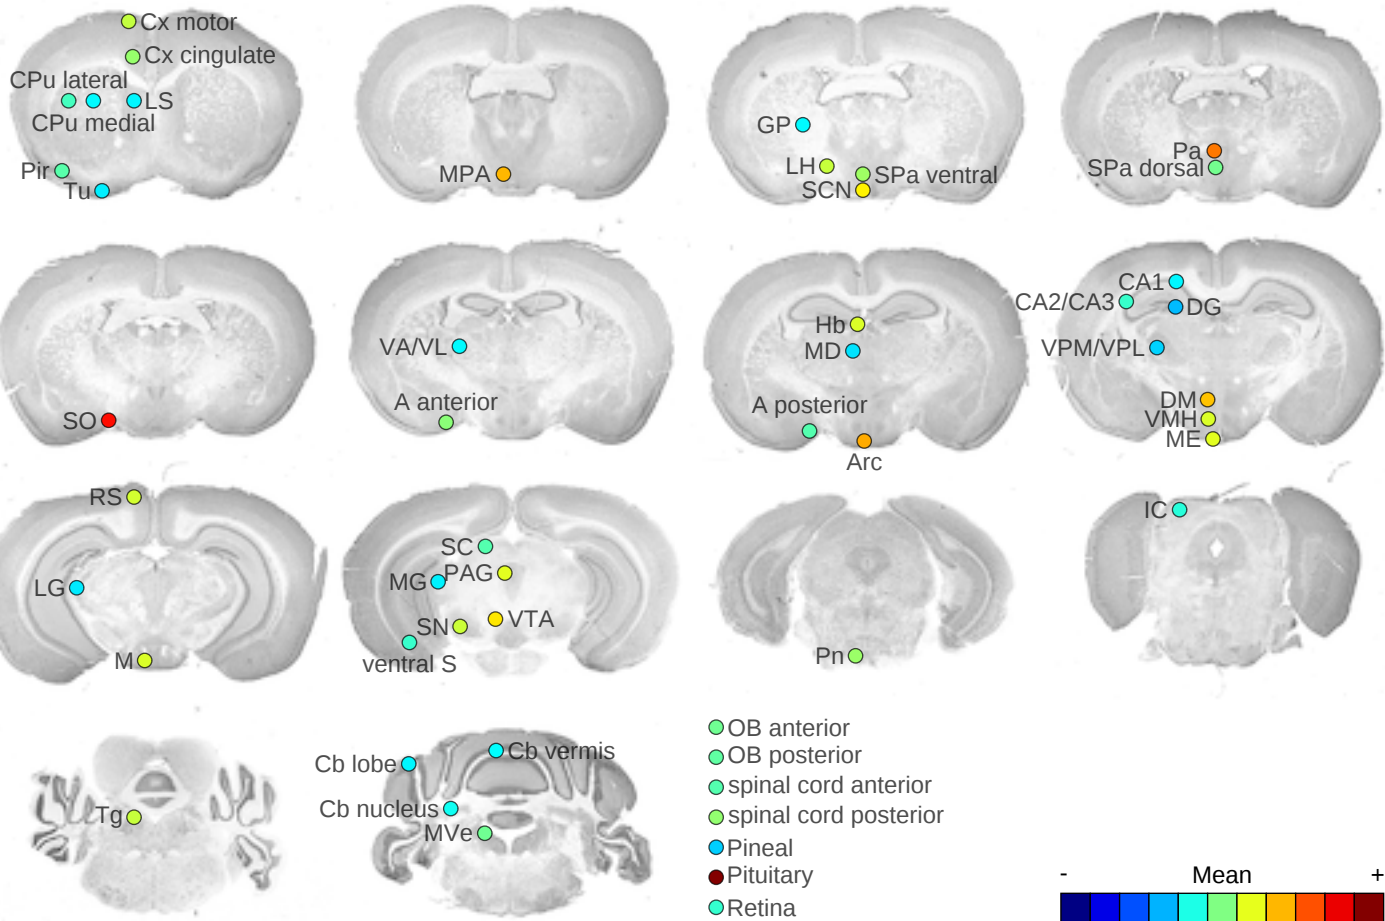 Cx motor
Cx cingulate
CPu lateral
LS
CPu medial
Pir
Tu
MPA
GP
LH
SPa ventral
SCN
Pa
SPa dorsal
SO
VA/VL
A anterior
Hb
MD
A posterior
Arc
CA1
CA2/CA3
DG
VPM/VPL
DM
VMH
ME
RS
LG
M
SC
MG
PAG
SN
VTA
ventral S
Pn
IC
Tg
Cb lobe
Cb vermis
Cb nucleus
MVe
OB anterior
OB posterior
spinal cord anterior
spinal cord posterior
Pineal
Pituitary
Retina
- Mean +